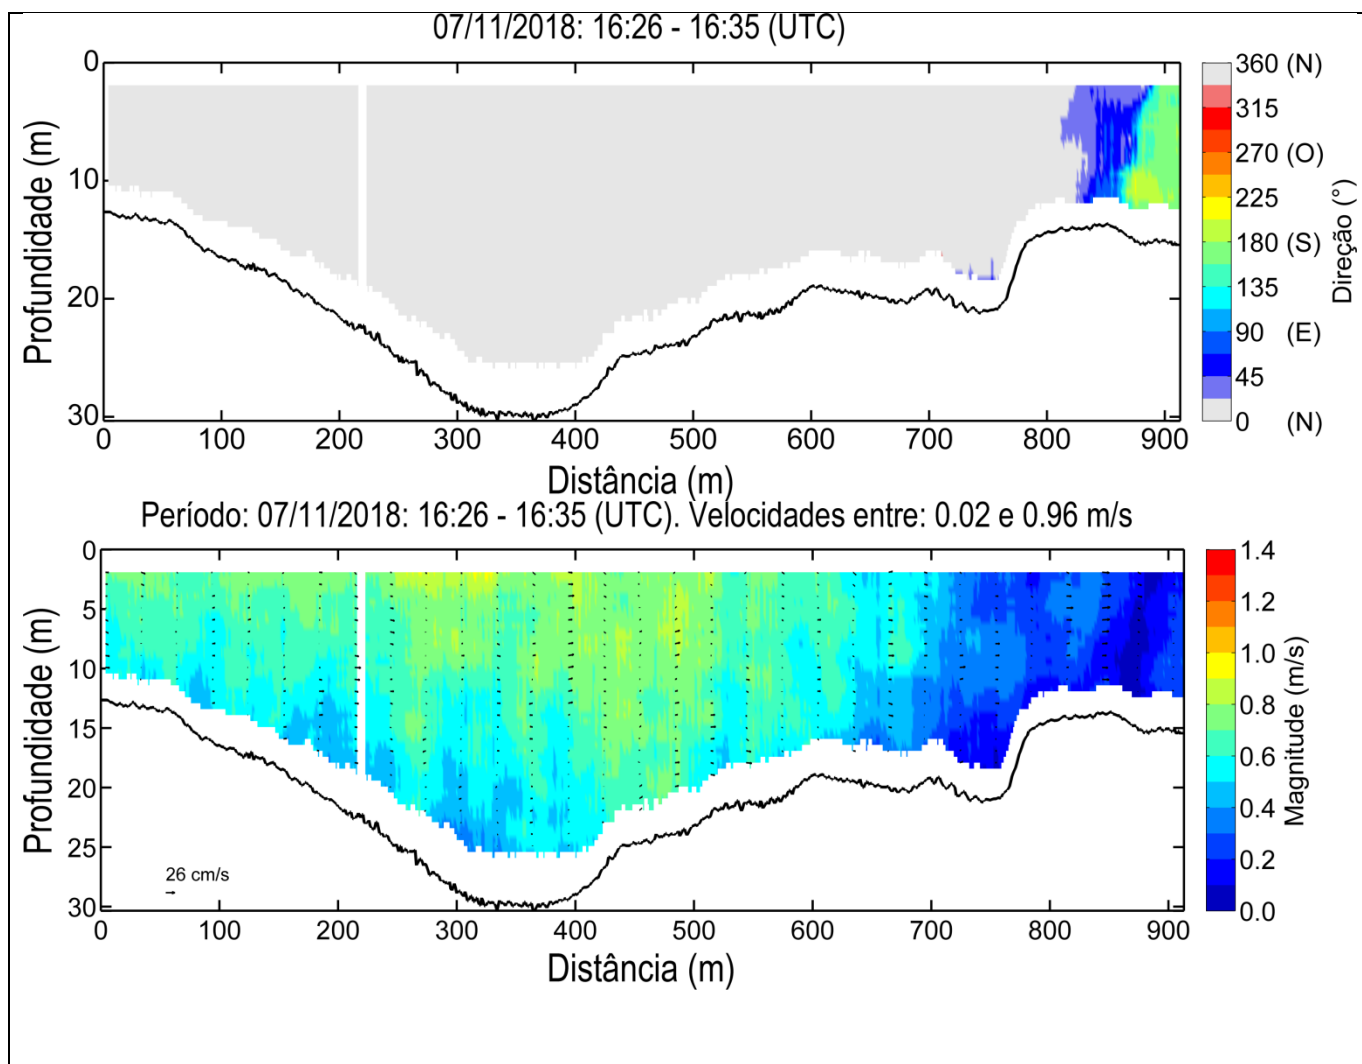 07/11/2018: 16:26 - 16:35 (UTC)
Profundidade (m)
0
10
20
30
0 100 200 300 400 500 600 700 800 900
Distância (m)
360 (N)
315
270 (O)
225
180 (S)
135
90 (E)
45
0 (N)
Direção (°)
Período: 07/11/2018: 16:26 - 16:35 (UTC). Velocidades entre: 0.02 e 0.96 m/s
Profundidade (m)
0
5
10
15
20
25
30
26 cm/s
0 100 200 300 400 500 600 700 800 900
Distância (m)
1.4
1.2
1.0
0.8
0.6
0.4
0.2
0.0
Magnitude (m/s)